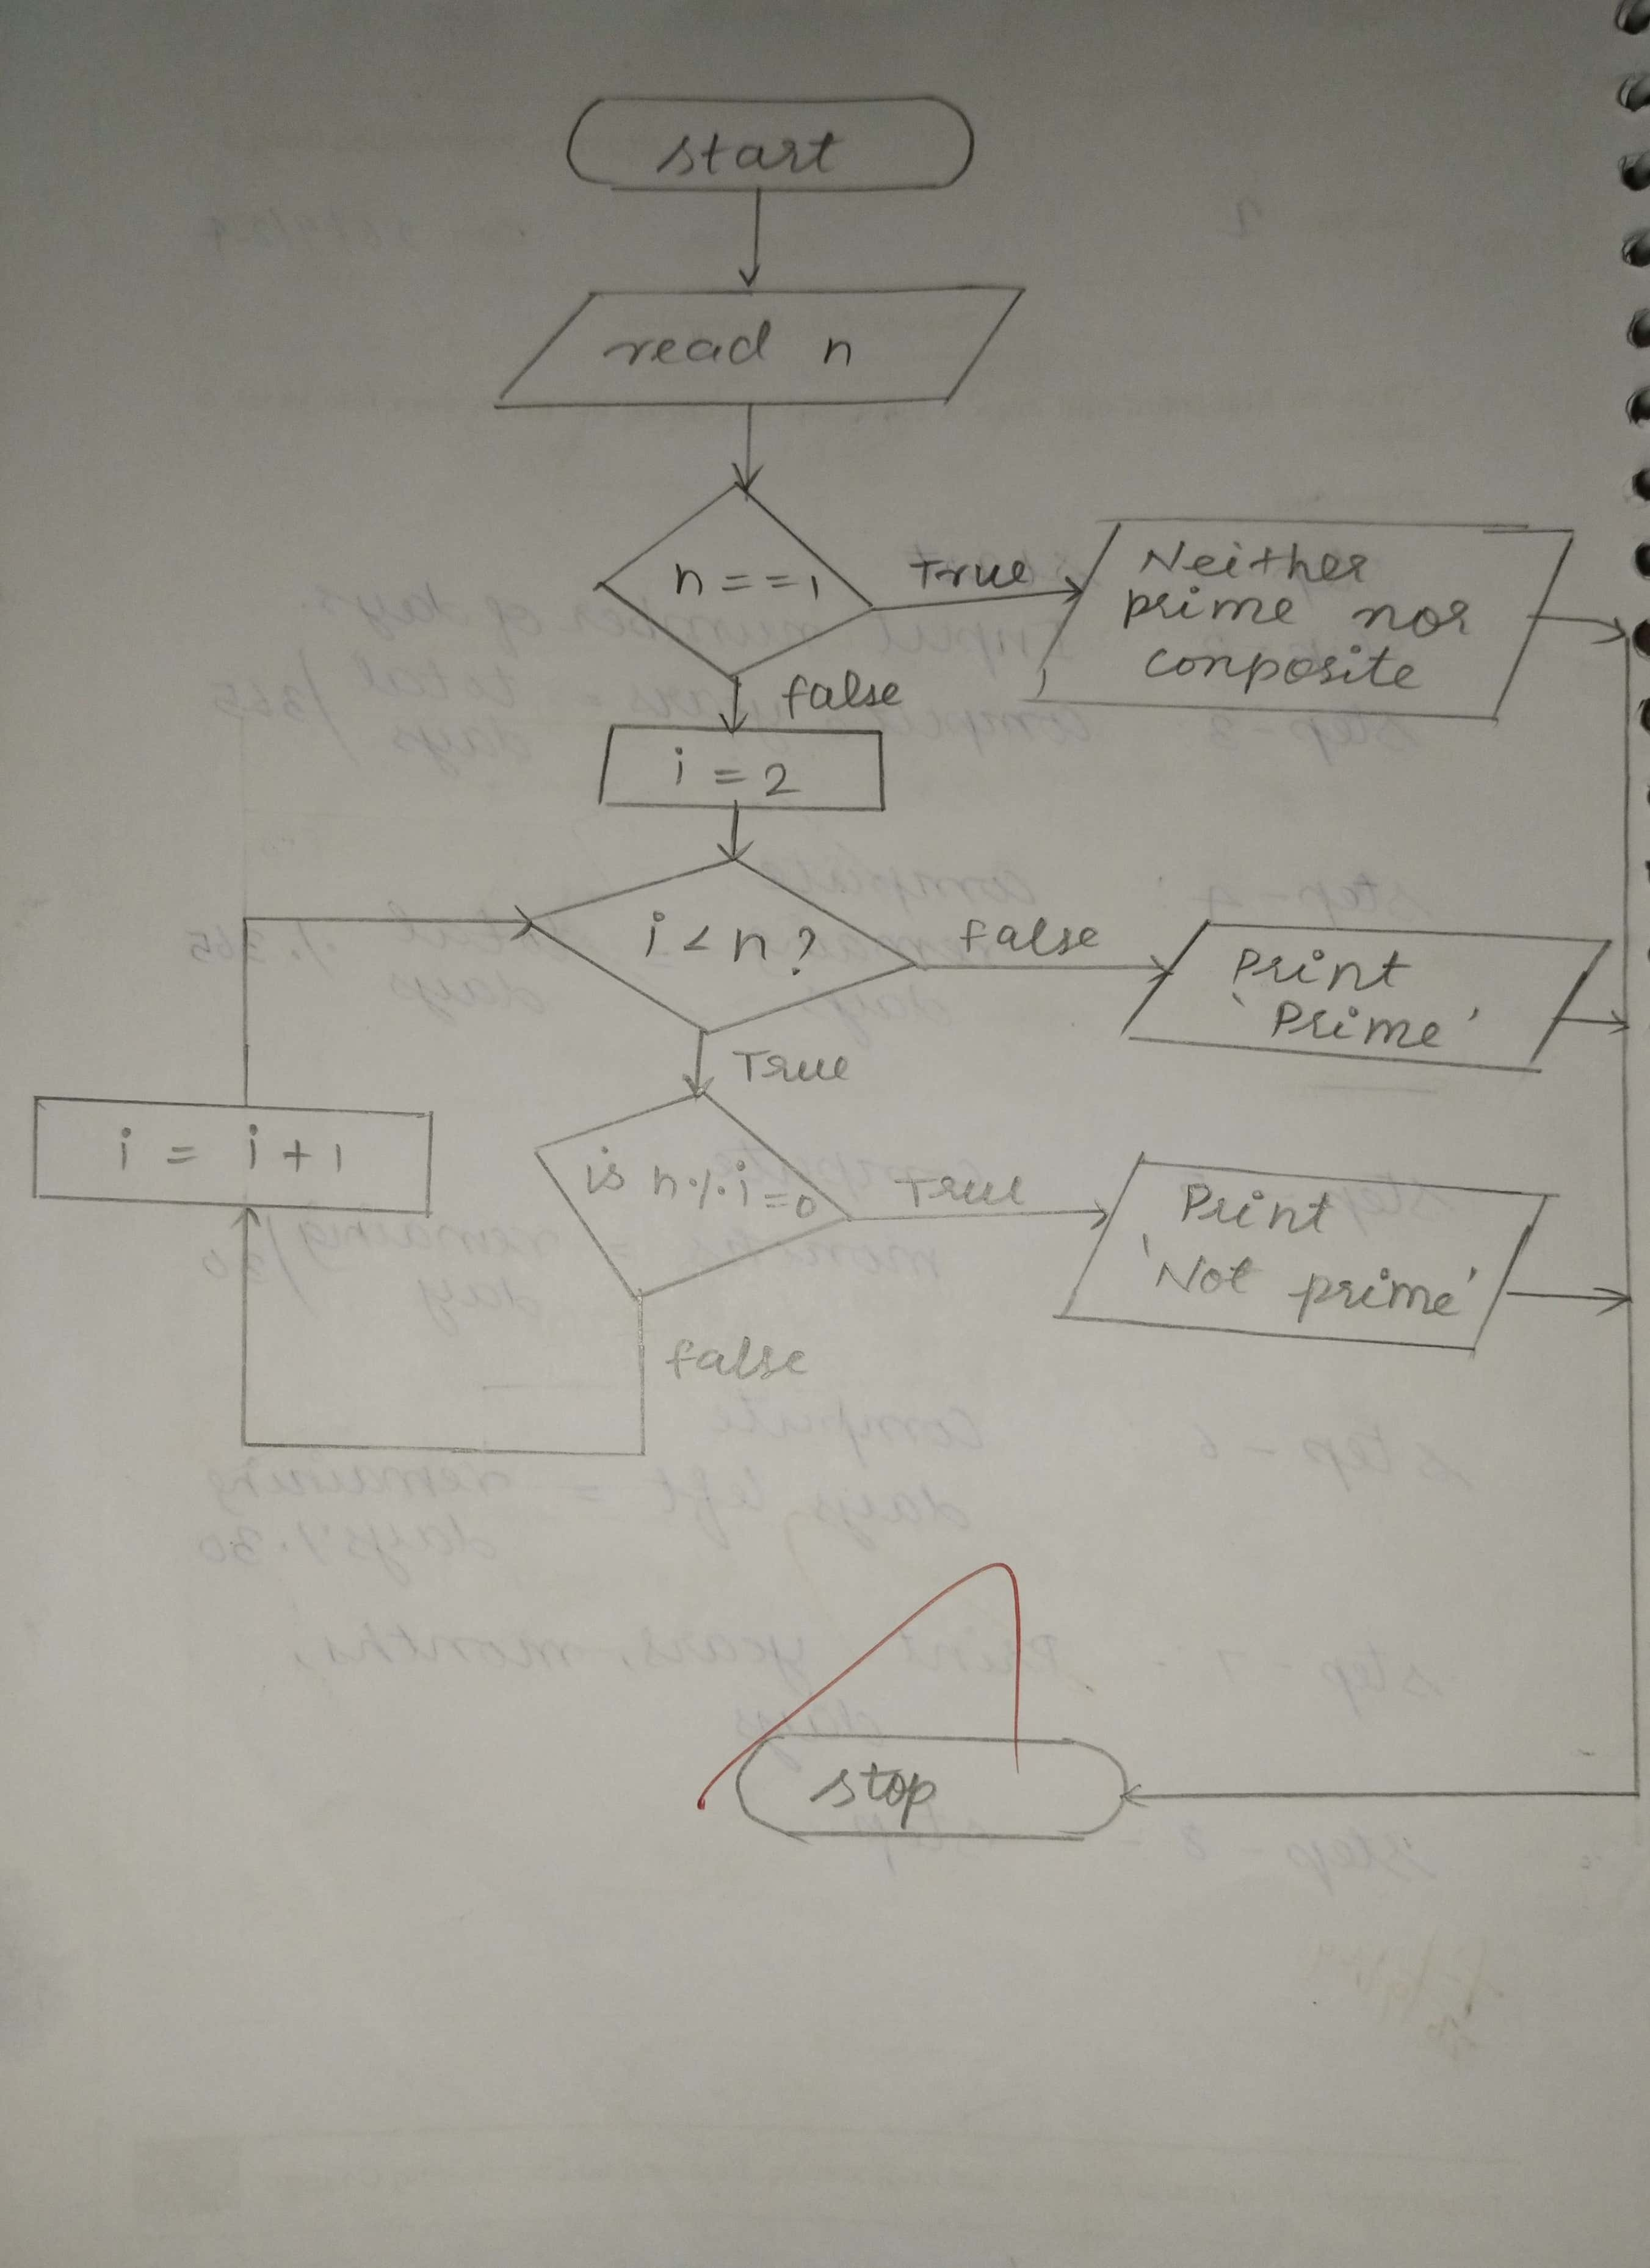 start
read n
n==1
True
Neither
prime nor
conposite
false
i = 2
i < n ?
false
Print
'Prime'
True
i = i + 1
is n % i = 0
True
Print
'Not prime'
false
stop